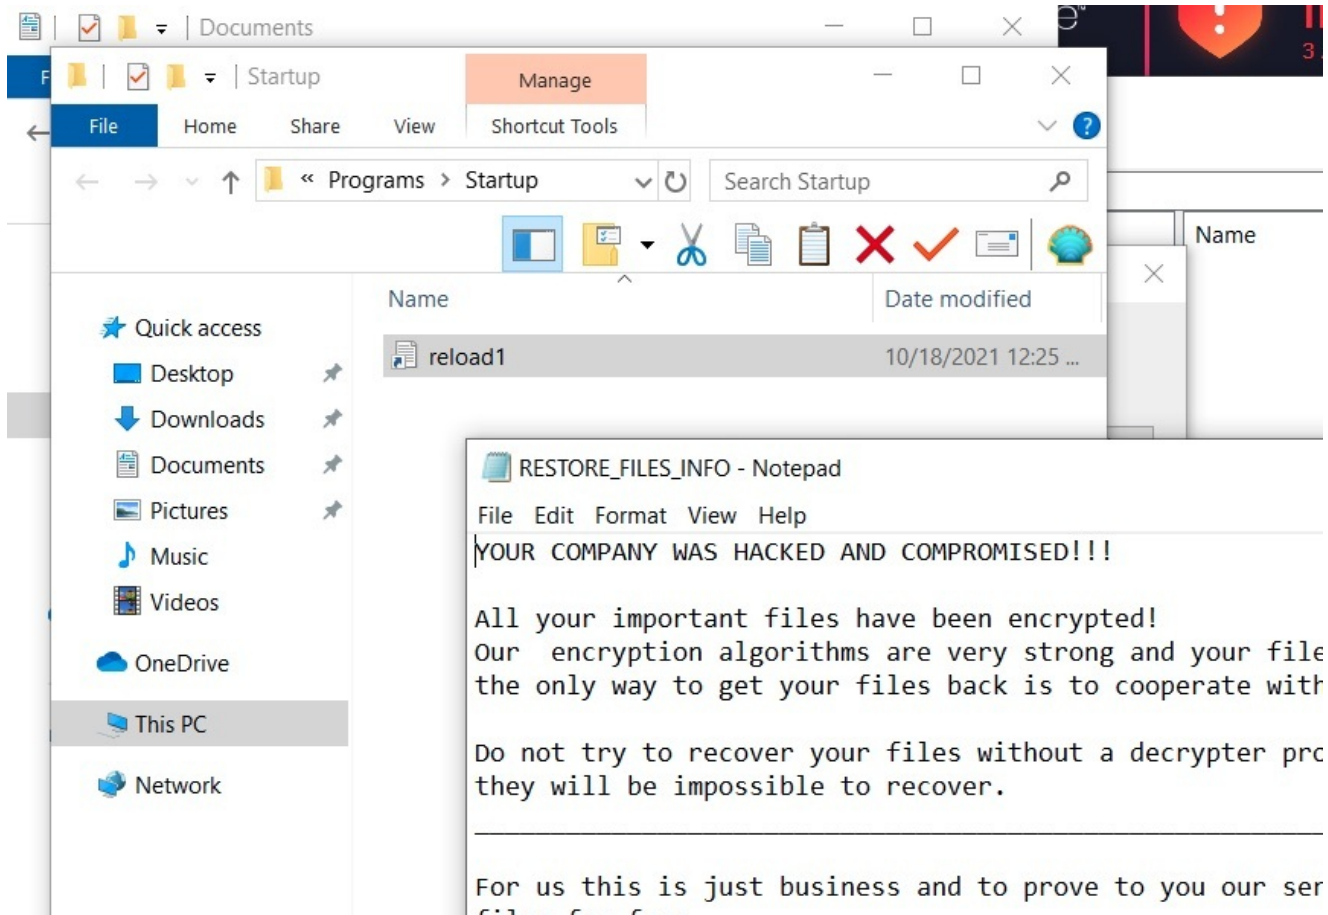 Documents
Startup
Manage
File Home Share View Shortcut Tools
« Programs > Startup
Search Startup
Name
Name Date modified
Quick access
reload1 10/18/2021 12:25 ...
Desktop
Downloads
Documents
Pictures
Music
Videos
OneDrive
This PC
Network
RESTORE_FILES_INFO - Notepad
File Edit Format View Help
YOUR COMPANY WAS HACKED AND COMPROMISED!!!
All your important files have been encrypted!
Our  encryption algorithms are very strong and your file
the only way to get your files back is to cooperate with
Do not try to recover your files without a decrypter pro
they will be impossible to recover.
For us this is just business and to prove to you our ser